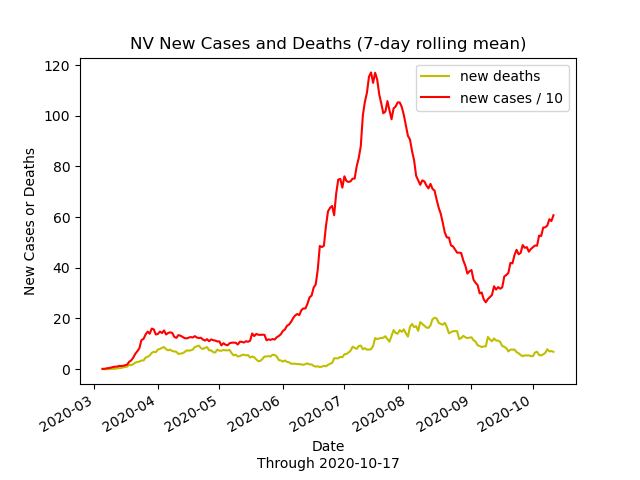 NV New Cases and Deaths (7-day rolling mean)
new deaths
new cases / 10
New Cases or Deaths
120
100
80
60
40
20
0
2020-03
2020-04
2020-05
2020-06
2020-07
2020-08
2020-09
2020-10
Date
Through 2020-10-17